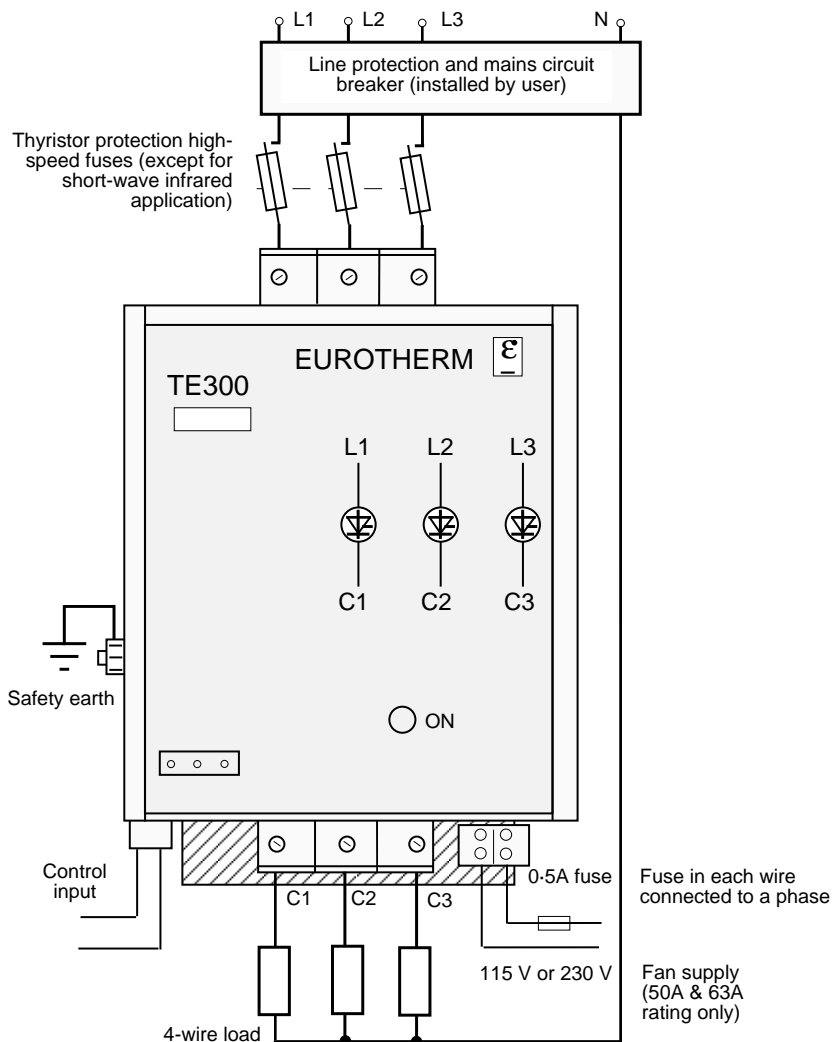 L1 L2 L3 N
Line protection and mains circuit
breaker (installed by user)
Thyristor protection high-
speed fuses (except for
short-wave infrared
application)
EUROTHERM ε
TE300
L1 L2 L3
C1 C2 C3
Safety earth
ON
Control
input
C1 C2 C3
0·5A fuse
Fuse in each wire
connected to a phase
115 V or 230 V
Fan supply
(50A & 63A
rating only)
4-wire load